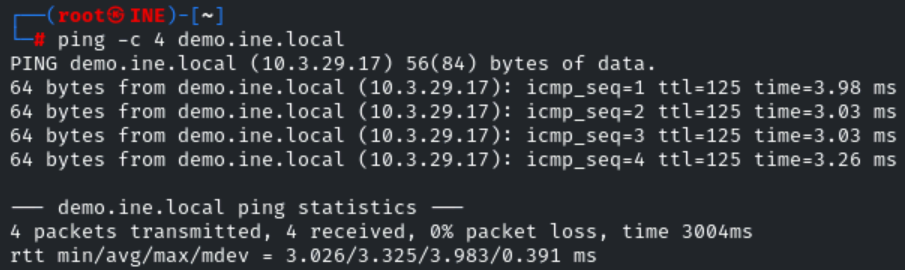 ┌──(root㉿INE)-[~]
└─# ping -c 4 demo.ine.local
PING demo.ine.local (10.3.29.17) 56(84) bytes of data.
64 bytes from demo.ine.local (10.3.29.17): icmp_seq=1 ttl=125 time=3.98 ms
64 bytes from demo.ine.local (10.3.29.17): icmp_seq=2 ttl=125 time=3.03 ms
64 bytes from demo.ine.local (10.3.29.17): icmp_seq=3 ttl=125 time=3.03 ms
64 bytes from demo.ine.local (10.3.29.17): icmp_seq=4 ttl=125 time=3.26 ms
--- demo.ine.local ping statistics ---
4 packets transmitted, 4 received, 0% packet loss, time 3004ms
rtt min/avg/max/mdev = 3.026/3.325/3.983/0.391 ms